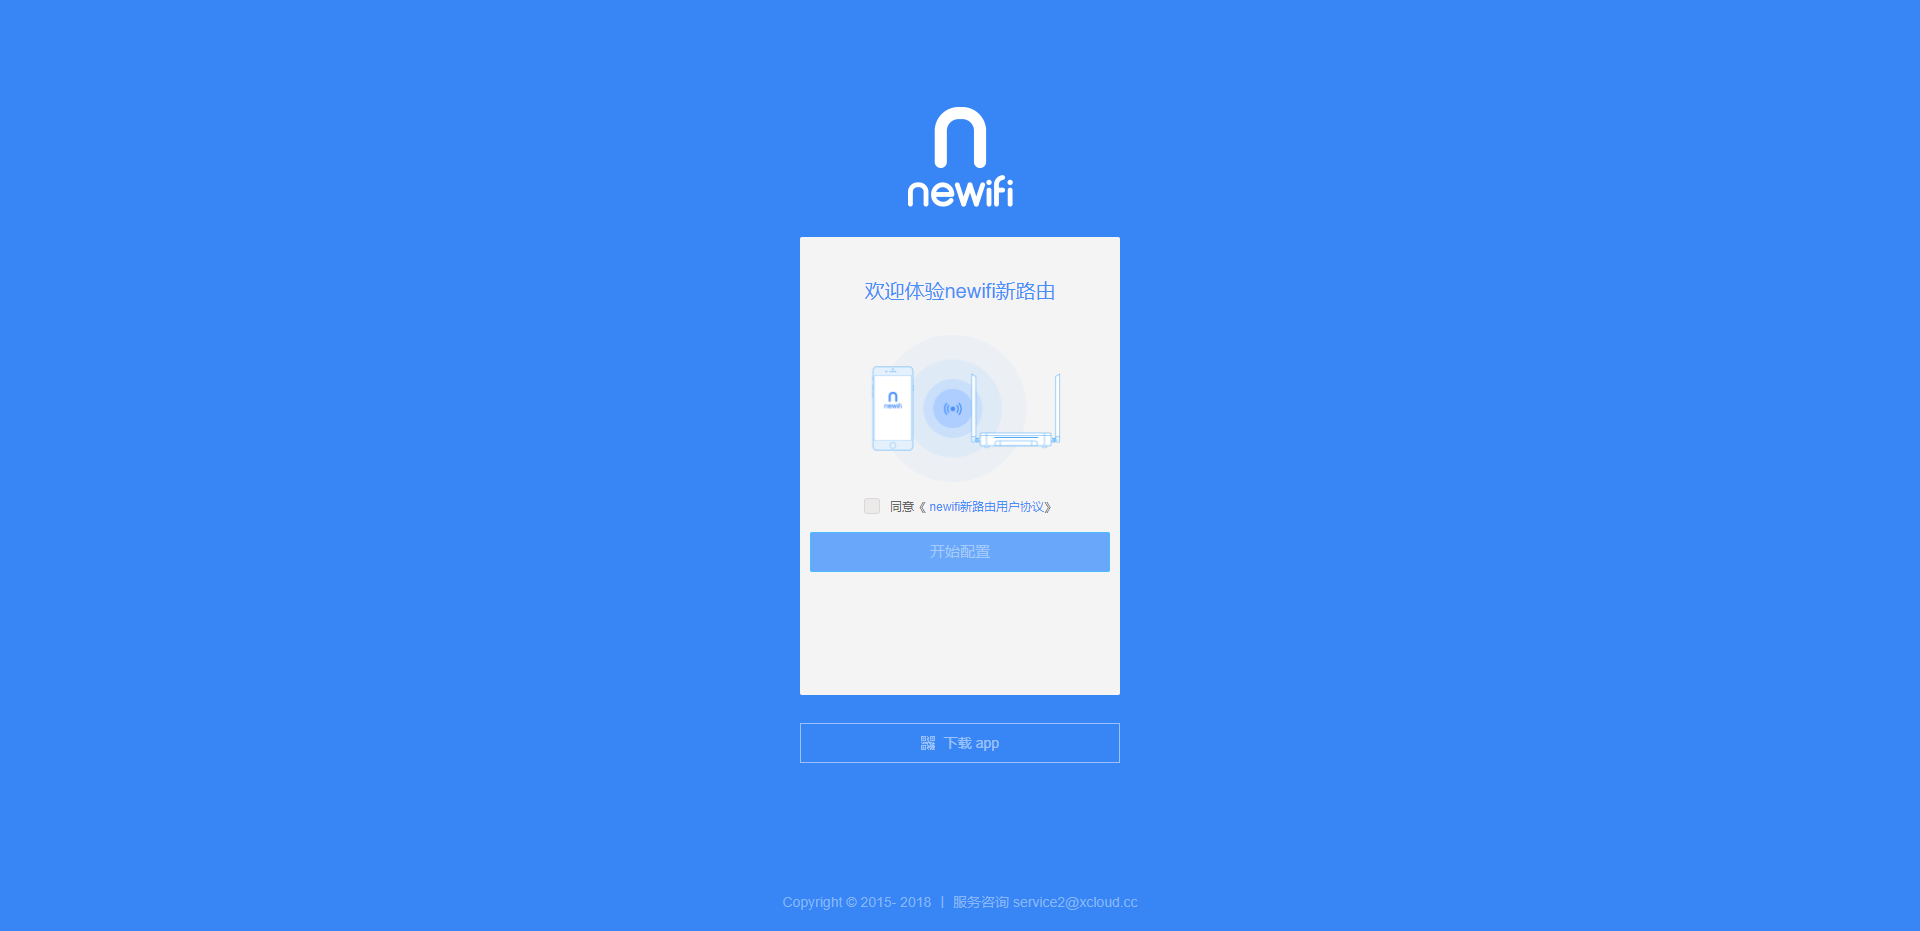 newifi
欢迎体验newifi新路由
newifi
同意《 newifi新路由用户协议》
开始配置
下载 app
Copyright © 2015- 2018 | 服务咨询 service2@xcloud.cc